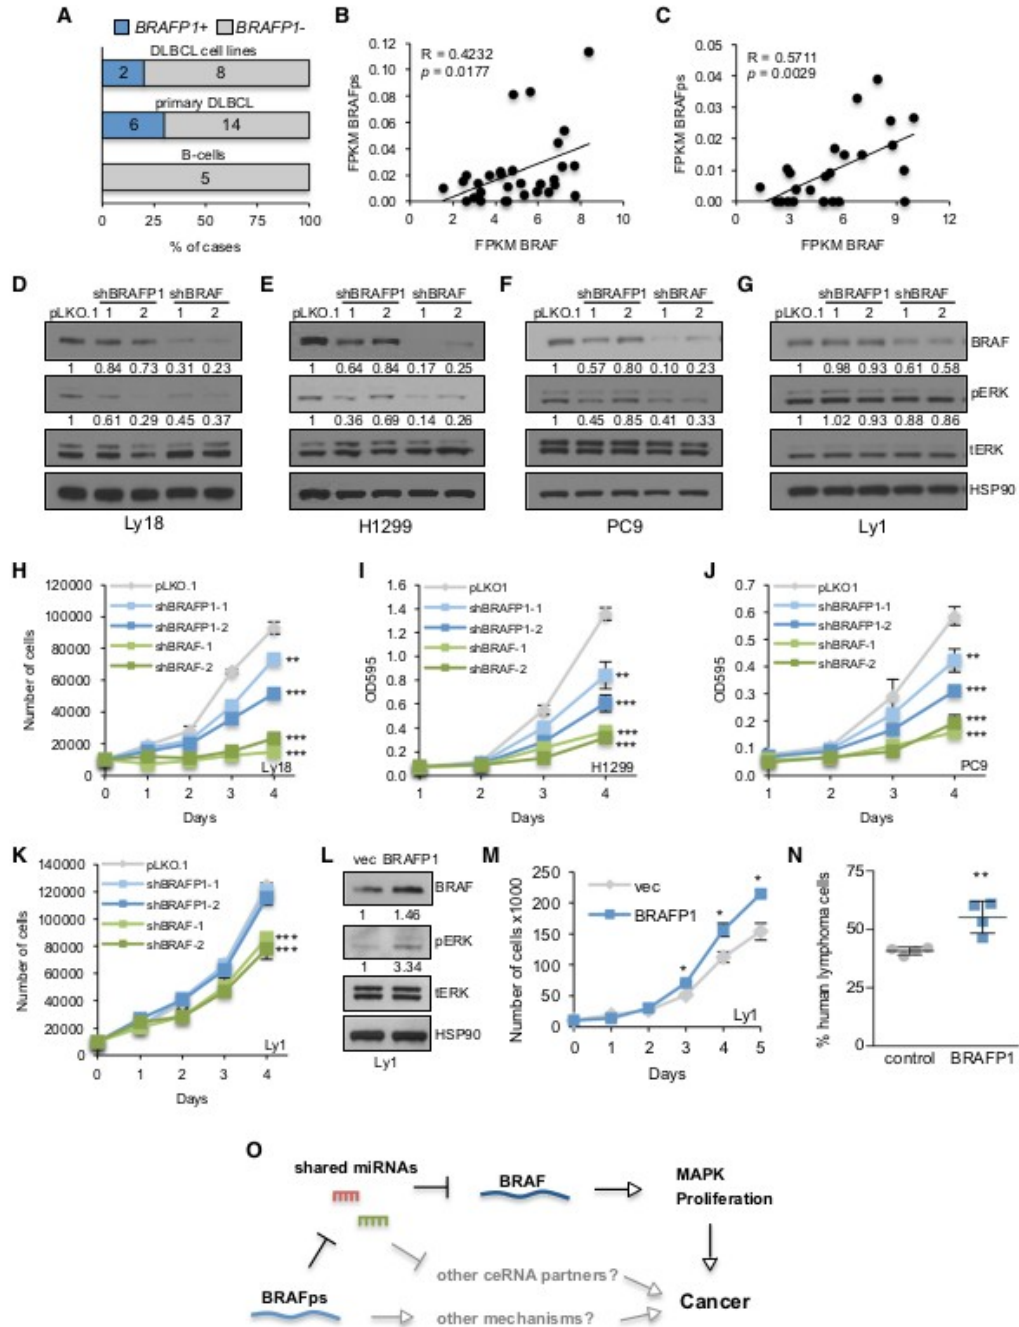 A
BRAFP1+ BRAFP1-
DLBCL cell lines
2 8
primary DLBCL
6 14
B-cells
5
0 25 50 75 100
% of cases
B
R = 0.4232
p = 0.0177
FPKM BRAFps
0.12
0.10
0.08
0.06
0.04
0.02
0.00
0 2 4 6 8 10
FPKM BRAF
C
R = 0.5711
p = 0.0029
FPKM BRAFps
0.05
0.04
0.03
0.02
0.01
0.00
0 3 6 9 12
FPKM BRAF
D
shBRAFP1 shBRAF
pLKO.1 1 2 1 2
1 0.84 0.73 0.31 0.23
1 0.61 0.29 0.45 0.37
Ly18
E
shBRAFP1 shBRAF
pLKO.1 1 2 1 2
1 0.64 0.84 0.17 0.25
1 0.36 0.69 0.14 0.26
H1299
F
shBRAFP1 shBRAF
pLKO.1 1 2 1 2
1 0.57 0.80 0.10 0.23
1 0.45 0.85 0.41 0.33
PC9
G
shBRAFP1 shBRAF
pLKO.1 1 2 1 2
BRAF
1 0.98 0.93 0.61 0.58
pERK
1 1.02 0.93 0.88 0.86
tERK
HSP90
Ly1
H
Number of cells
120000
100000
80000
60000
40000
20000
0
pLKO.1
shBRAFP1-1
shBRAFP1-2
shBRAF-1
shBRAF-2
**
***
***
***
Ly18
0 1 2 3 4
Days
I
OD595
1.6
1.4
1.2
1.0
0.8
0.6
0.4
0.2
0.0
pLKO1
shBRAFP1-1
shBRAFP1-2
shBRAF-1
shBRAF-2
**
***
***
***
H1299
1 2 3 4
Days
J
OD595
0.7
0.6
0.5
0.4
0.3
0.2
0.1
0.0
pLKO1
shBRAFP1-1
shBRAFP1-2
shBRAF-1
shBRAF-2
**
***
***
***
PC9
1 2 3 4
Days
K
Number of cells
140000
120000
100000
80000
60000
40000
20000
0
pLKO.1
shBRAFP1-1
shBRAFP1-2
shBRAF-1
shBRAF-2
***
***
Ly1
0 1 2 3 4
Days
L
vec BRAFP1
BRAF
1 1.46
pERK
1 3.34
tERK
HSP90
Ly1
M
Number of cells x1000
250
200
150
100
50
0
vec
BRAFP1
*
*
*
Ly1
0 1 2 3 4 5
Days
N
% human lymphoma cells
75
50
25
0
**
control BRAFP1
O
shared miRNAs
BRAF
MAPK
Proliferation
other ceRNA partners?
BRAFps
other mechanisms?
Cancer